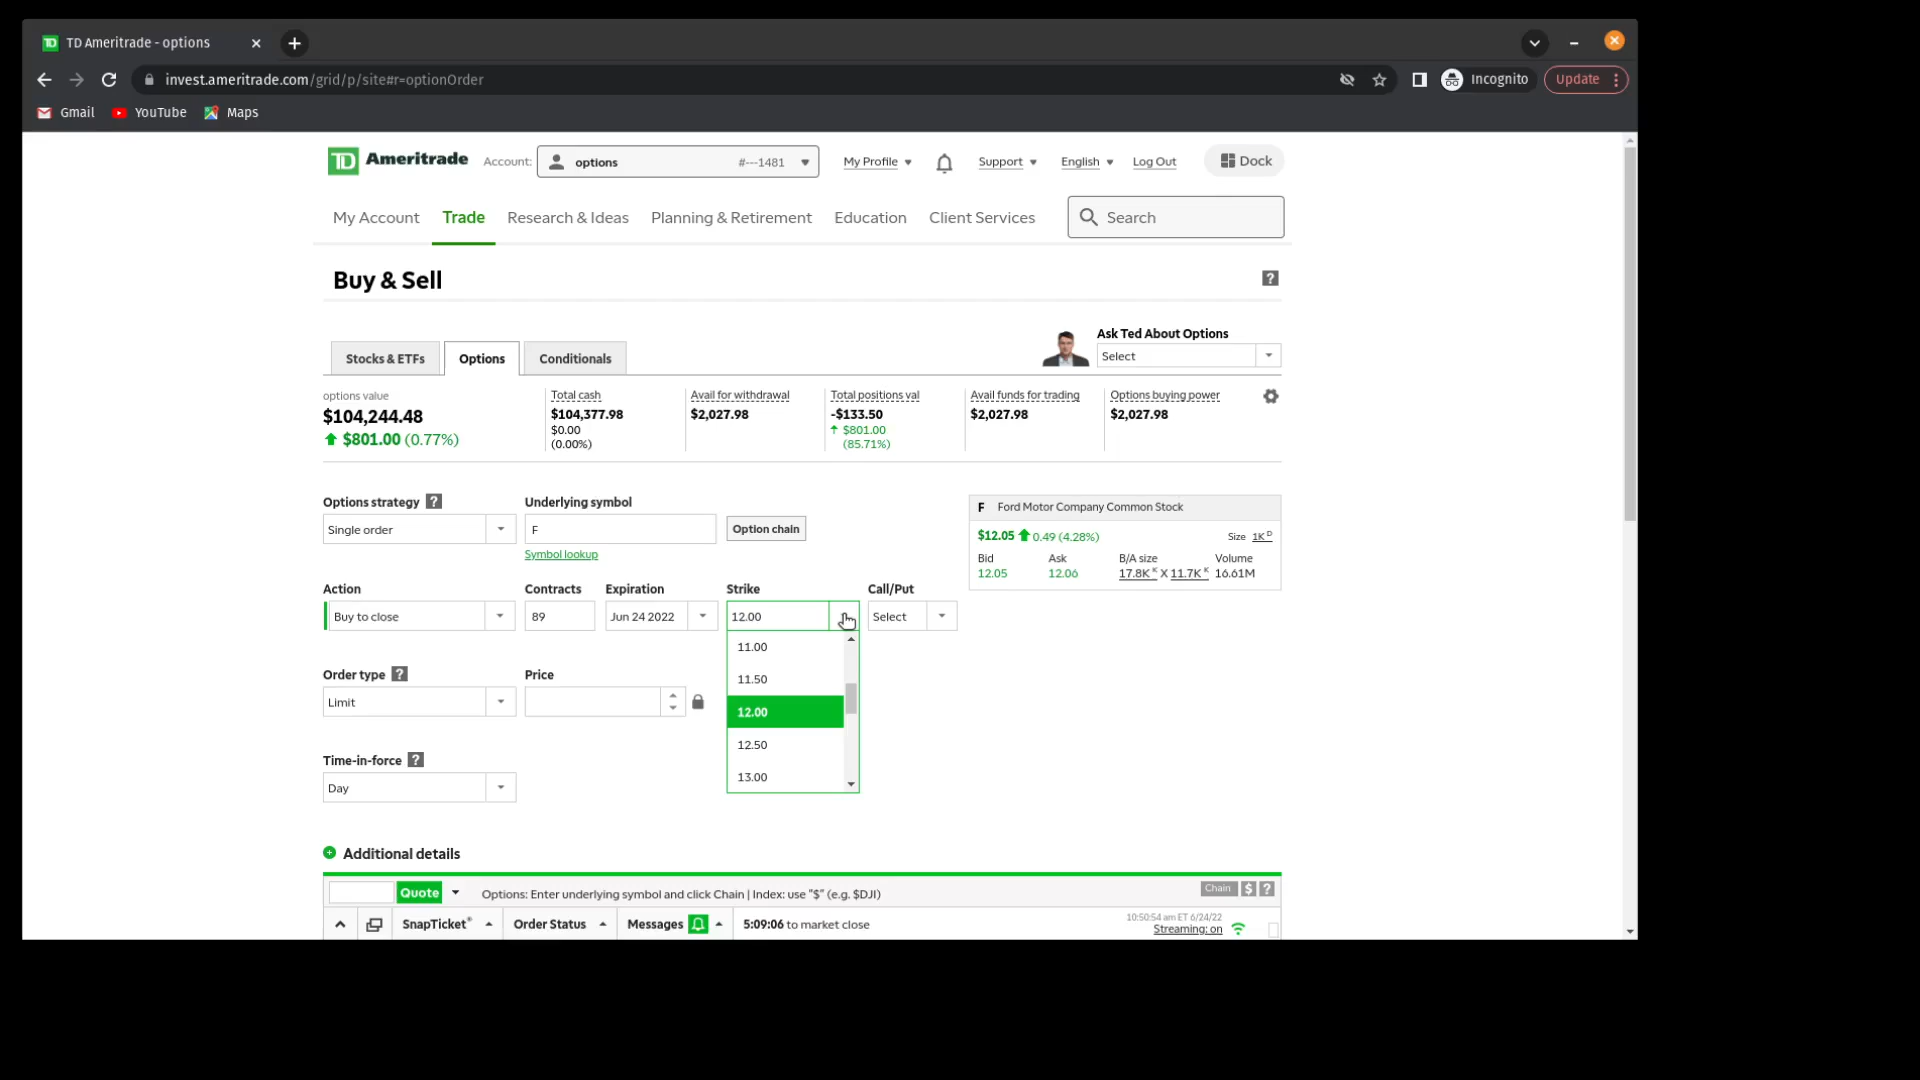 TD Ameritrade - options
invest.ameritrade.com/grid/p/site#r=optionOrder
Incognito
Update
Gmail
YouTube
Maps
TD Ameritrade
Account:
options
#---1481
My Profile
Support
English
Log Out
Dock
My Account
Trade
Research & Ideas
Planning & Retirement
Education
Client Services
Search
Buy & Sell
?
Stocks & ETFs
Options
Conditionals
Ask Ted About Options
Select
options value
$104,244.48
$801.00 (0.77%)
Total cash
$104,377.98
$0.00
(0.00%)
Avail for withdrawal
$2,027.98
Total positions val
-$133.50
$801.00
(85.71%)
Avail funds for trading
$2,027.98
Options buying power
$2,027.98
Options strategy ?
Single order
Underlying symbol
F
Symbol lookup
Option chain
F Ford Motor Company Common Stock
$12.05 0.49 (4.28%)
Size 1K D
Bid Ask B/A size Volume
12.05 12.06 17.8K K X 11.7K K 16.61M
Action
Buy to close
Contracts
89
Expiration
Jun 24 2022
Strike
12.00
11.00
11.50
12.00
12.50
13.00
Call/Put
Select
Order type ?
Limit
Price
Time-in-force ?
Day
Additional details
Quote
Options: Enter underlying symbol and click Chain | Index: use "$" (e.g. $DJI)
Chain $ ?
SnapTicket®
Order Status
Messages
5:09:06 to market close
10:50:54 am ET 6/24/22
Streaming: on